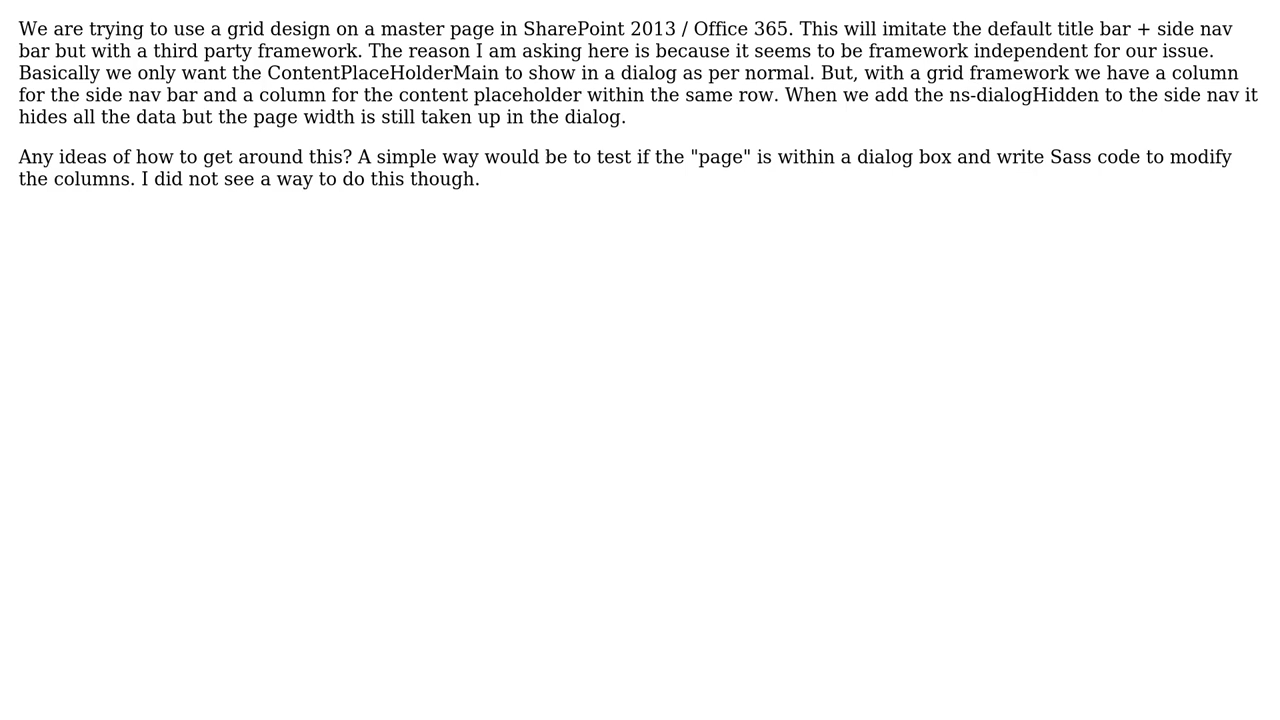 We are trying to use a grid design on a master page in SharePoint 2013 / Office 365. This will imitate the default title bar + side nav
bar but with a third party framework. The reason I am asking here is because it seems to be framework independent for our issue.
Basically we only want the ContentPlaceHolderMain to show in a dialog as per normal. But, with a grid framework we have a column
for the side nav bar and a column for the content placeholder within the same row. When we add the ns-dialogHidden to the side nav it
hides all the data but the page width is still taken up in the dialog.
Any ideas of how to get around this? A simple way would be to test if the "page" is within a dialog box and write Sass code to modify
the columns. I did not see a way to do this though.